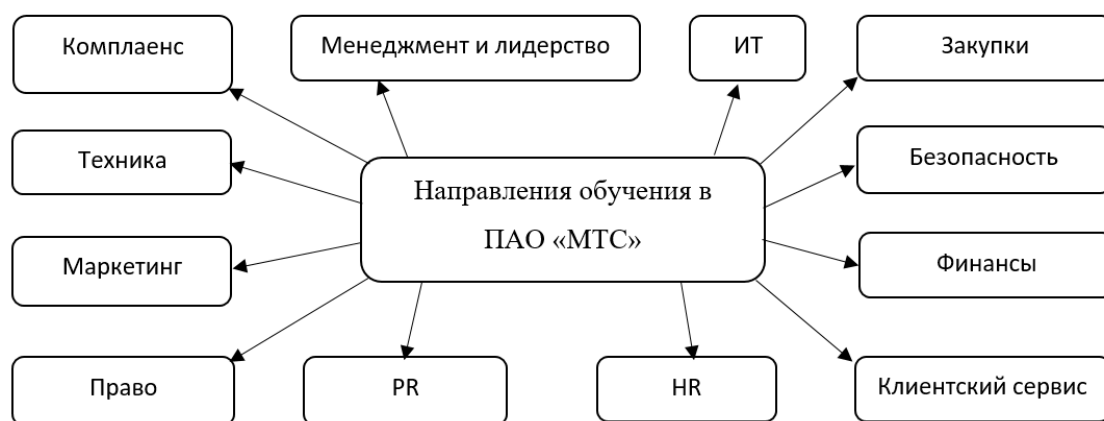 Комплаенс
Менеджмент и лидерство
ИТ
Закупки
Техника
Безопасность
Направления обучения в
ПАО «МТС»
Маркетинг
Финансы
Право
PR
HR
Клиентский сервис